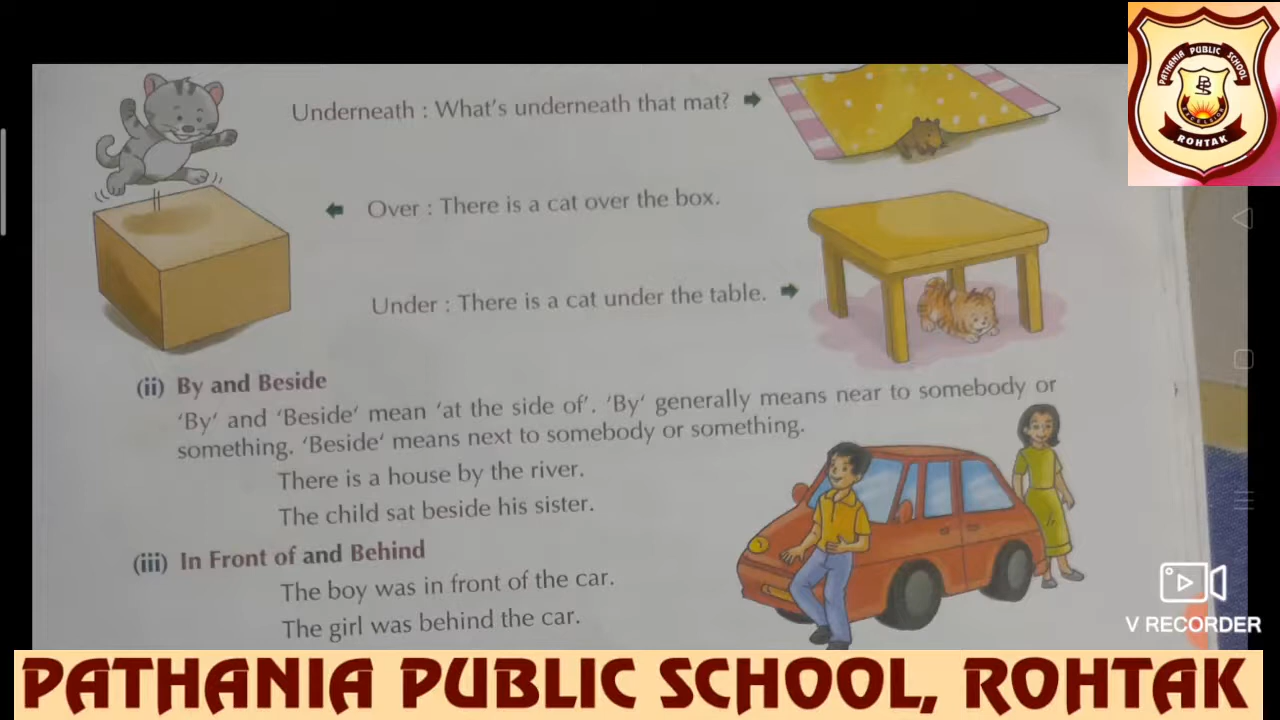 Underneath : What's underneath that mat?
Over : There is a cat over the box.
Under : There is a cat under the table.
(ii) By and Beside
'By' and 'Beside' mean 'at the side of'. 'By' generally means near to somebody or
something. 'Beside' means next to somebody or something.
There is a house by the river.
The child sat beside his sister.
(iii) In Front of and Behind
The boy was in front of the car.
The girl was behind the car.
PATHANIA PUBLIC SCHOOL
ROHTAK
V RECORDER
PATHANIA PUBLIC SCHOOL, ROHTAK